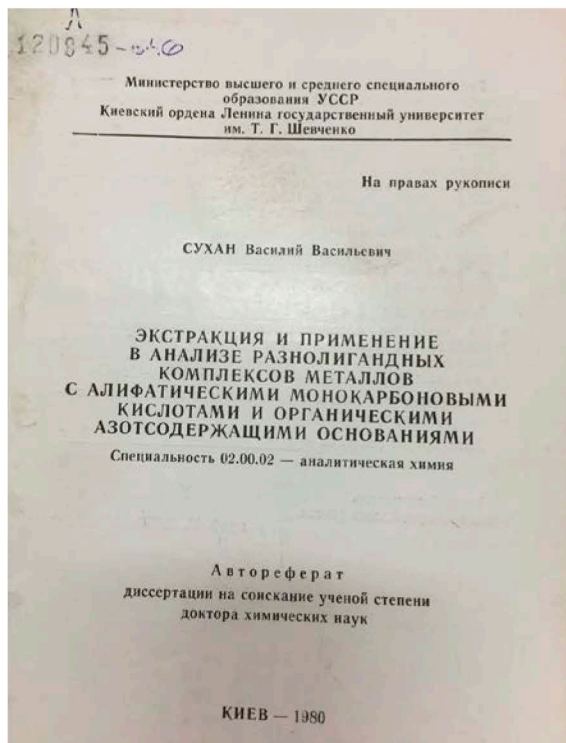 Л
120845
Министерство высшего и среднего специального
образования УССР
Киевский ордена Ленина государственный университет
им. Т. Г. Шевченко
На правах рукописи
СУХАН Василий Васильевич
ЭКСТРАКЦИЯ И ПРИМЕНЕНИЕ
В АНАЛИЗЕ РАЗНОЛИГАНДНЫХ
КОМПЛЕКСОВ МЕТАЛЛОВ
С АЛИФАТИЧЕСКИМИ МОНОКАРБОНОВЫМИ
КИСЛОТАМИ И ОРГАНИЧЕСКИМИ
АЗОТСОДЕРЖАЩИМИ ОСНОВАНИЯМИ
Специальность 02.00.02 — аналитическая химия
Автореферат
диссертации на соискание ученой степени
доктора химических наук
КИЕВ — 1980